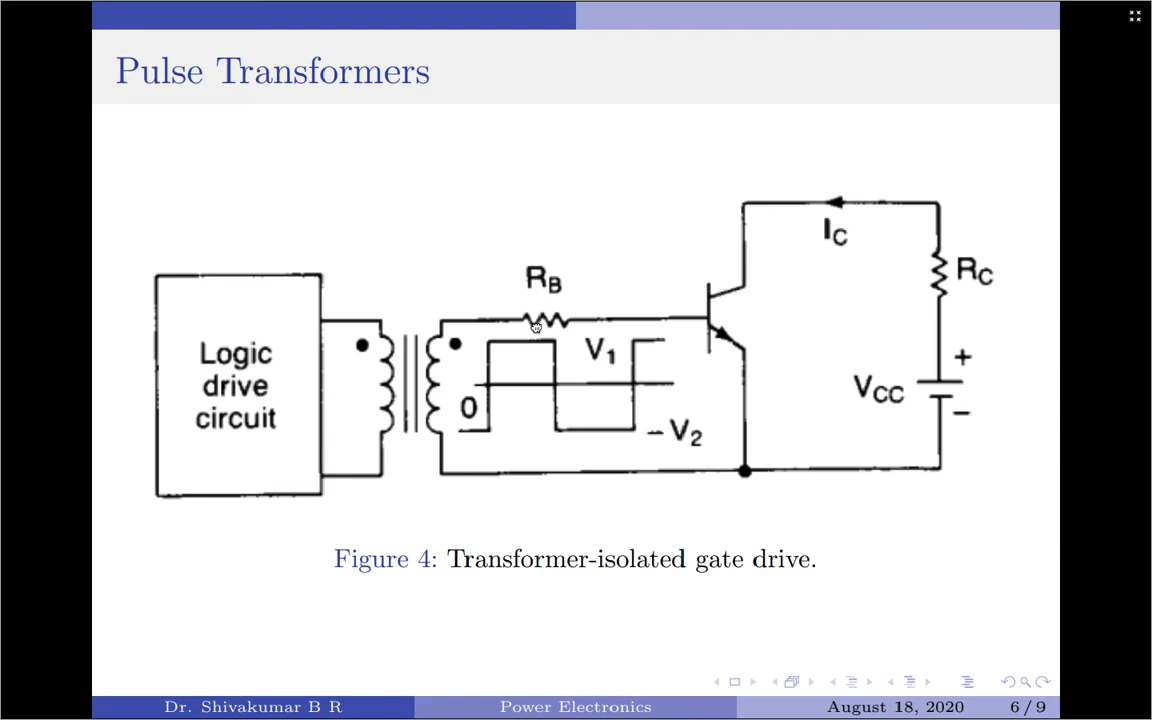 Pulse Transformers
I_C
R_B
R_C
Logic
drive
circuit
V_1
+
V_CC
0
−
−V_2
Figure 4: Transformer-isolated gate drive.
Dr. Shivakumar B R Power Electronics August 18, 2020 6 / 9